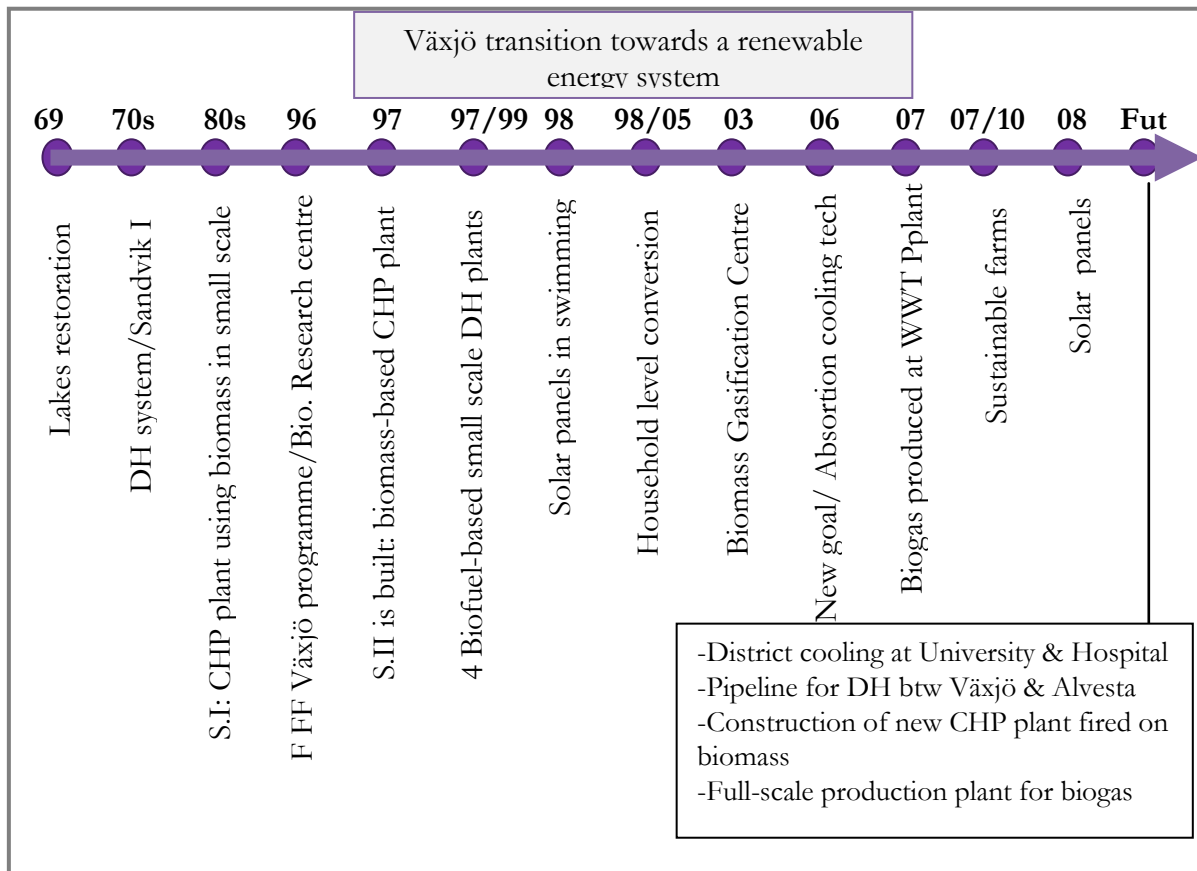 Växjö transition towards a renewable
energy system
69
70s
80s
96
97
97/99
98
98/05
03
06
07
07/10
08
Fut
Lakes restoration
DH system/Sandvik I
S.I: CHP plant using biomass in small scale
F FF Växjö programme/Bio. Research centre
S.II is built: biomass-based CHP plant
4 Biofuel-based small scale DH plants
Solar panels in swimming
Household level conversion
Biomass Gasification Centre
New goal/ Absortion cooling tech
Biogas produced at WWT Pplant
Sustainable farms
Solar panels
-District cooling at University & Hospital
-Pipeline for DH btw Växjö & Alvesta
-Construction of new CHP plant fired on
biomass
-Full-scale production plant for biogas